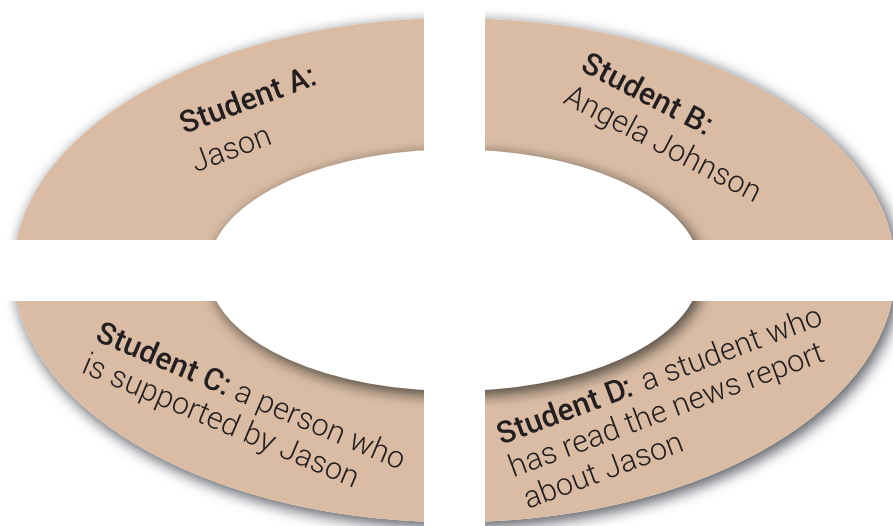 Student A:
Jason
Student B:
Angela Johnson
Student C: a person who
is supported by Jason
Student D: a student who
has read the news report
about Jason